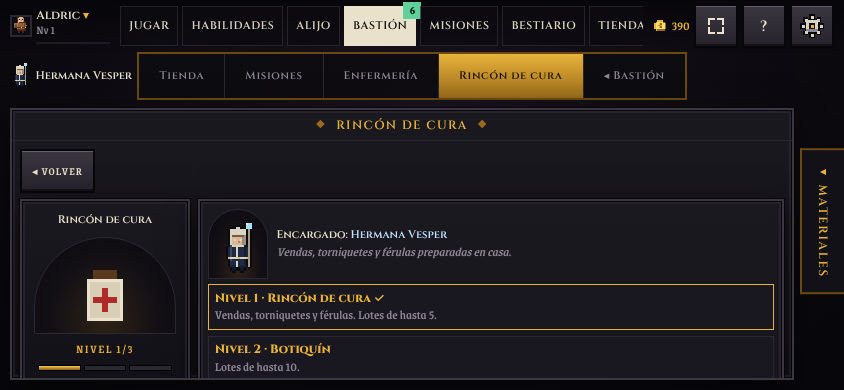 Aldric ▾
Nv 1
JUGAR
HABILIDADES
ALIJO
BASTIÓN
6
MISIONES
BESTIARIO
TIENDA
390
?
Hermana Vesper
Tienda
Misiones
Enfermería
Rincón de cura
◂ Bastión
◆ RINCÓN DE CURA ◆
◂ VOLVER
Rincón de cura
NIVEL 1/3
Encargado: Hermana Vesper
Vendas, torniquetes y férulas preparadas en casa.
Nivel 1 · Rincón de cura ✓
Vendas, torniquetes y férulas. Lotes de hasta 5.
Nivel 2 · Botiquín
Lotes de hasta 10.
◂ MATERIALES